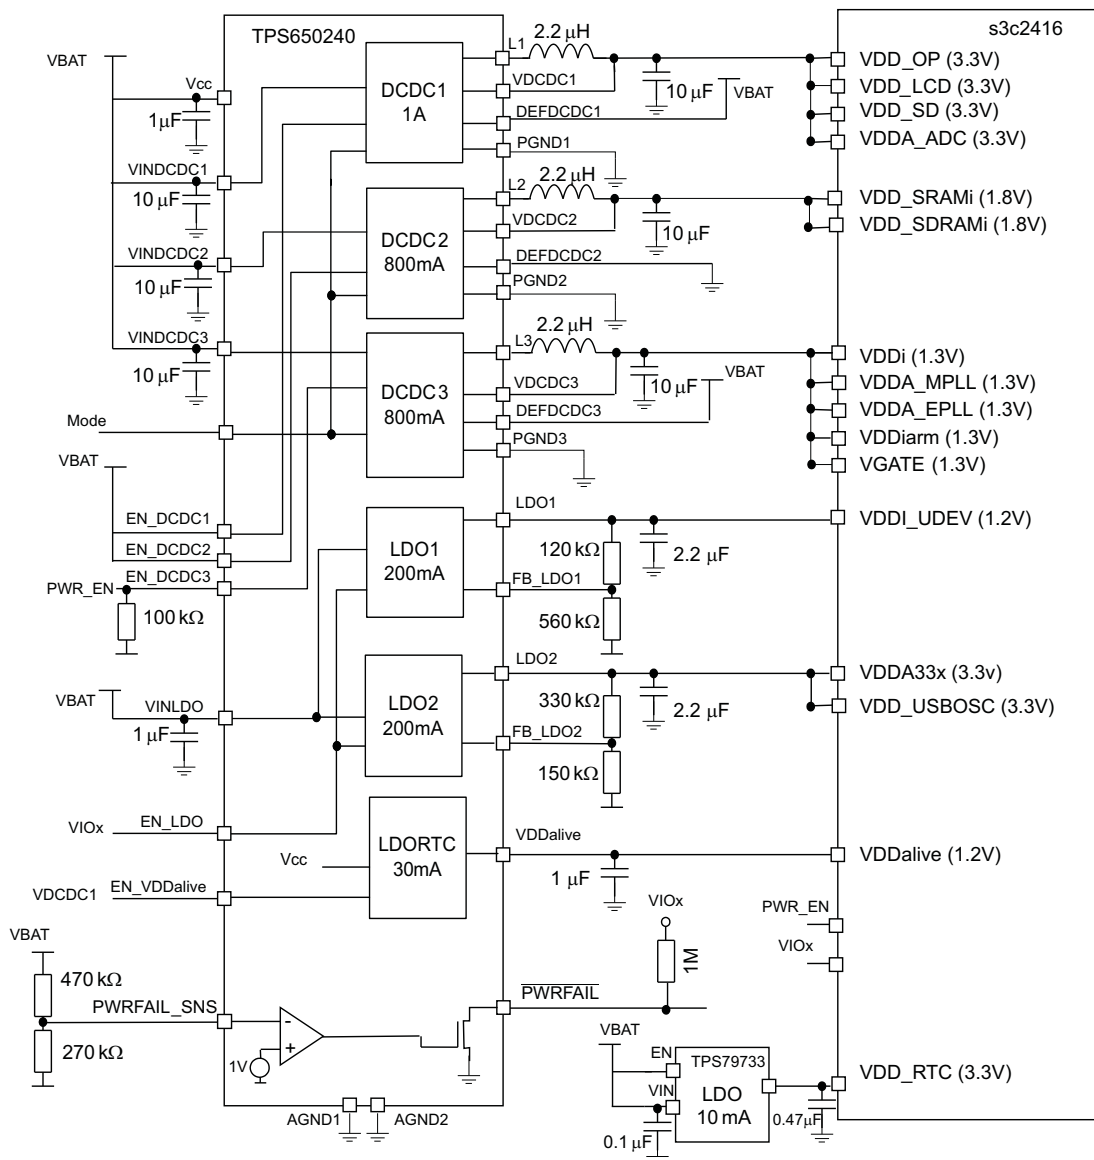 TPS650240
s3c2416
VBAT
Vcc
1 µF
VINDCDC1
10 µF
VINDCDC2
10 µF
VINDCDC3
10 µF
Mode
VBAT
EN_DCDC1
EN_DCDC2
EN_DCDC3
PWR_EN
100 kΩ
VBAT
VINLDO
1 µF
VIOx
EN_LDO
VDCDC1
EN_VDDalive
VBAT
470 kΩ
PWRFAIL_SNS
270 kΩ
DCDC1
1A
DCDC2
800mA
DCDC3
800mA
LDO1
200mA
LDO2
200mA
Vcc
LDORTC
30mA
-
+
1V
AGND1
AGND2
L1
2.2 µH
VDCDC1
10 µF
VBAT
DEFDCDC1
PGND1
L2
2.2 µH
VDCDC2
10 µF
DEFDCDC2
PGND2
L3
2.2 µH
VDCDC3
10 µF
VBAT
DEFDCDC3
PGND3
LDO1
120 kΩ
2.2 µF
FB_LDO1
560 kΩ
LDO2
330 kΩ
2.2 µF
FB_LDO2
150 kΩ
VDDalive
1 µF
VIOx
1M
PWRFAIL
VBAT
EN
VIN
TPS79733
LDO
10 mA
0.1 µF
0.47µF
VDD_OP (3.3V)
VDD_LCD (3.3V)
VDD_SD (3.3V)
VDDA_ADC (3.3V)
VDD_SRAMi (1.8V)
VDD_SDRAMi (1.8V)
VDDi (1.3V)
VDDA_MPLL (1.3V)
VDDA_EPLL (1.3V)
VDDiarm (1.3V)
VGATE (1.3V)
VDDI_UDEV (1.2V)
VDDA33x (3.3v)
VDD_USBOSC (3.3V)
VDDalive (1.2V)
PWR_EN
VIOx
VDD_RTC (3.3V)